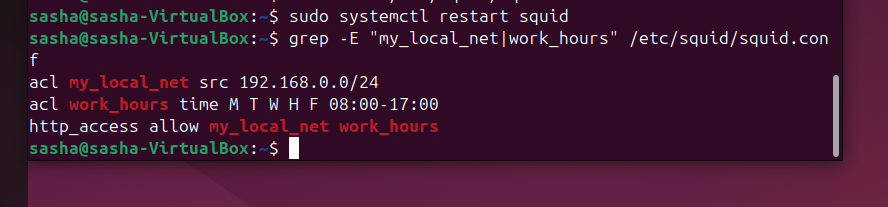 sasha@sasha-VirtualBox:~$ sudo systemctl restart squid
sasha@sasha-VirtualBox:~$ grep -E "my_local_net|work_hours" /etc/squid/squid.con
f
acl my_local_net src 192.168.0.0/24
acl work_hours time M T W H F 08:00-17:00
http_access allow my_local_net work_hours
sasha@sasha-VirtualBox:~$